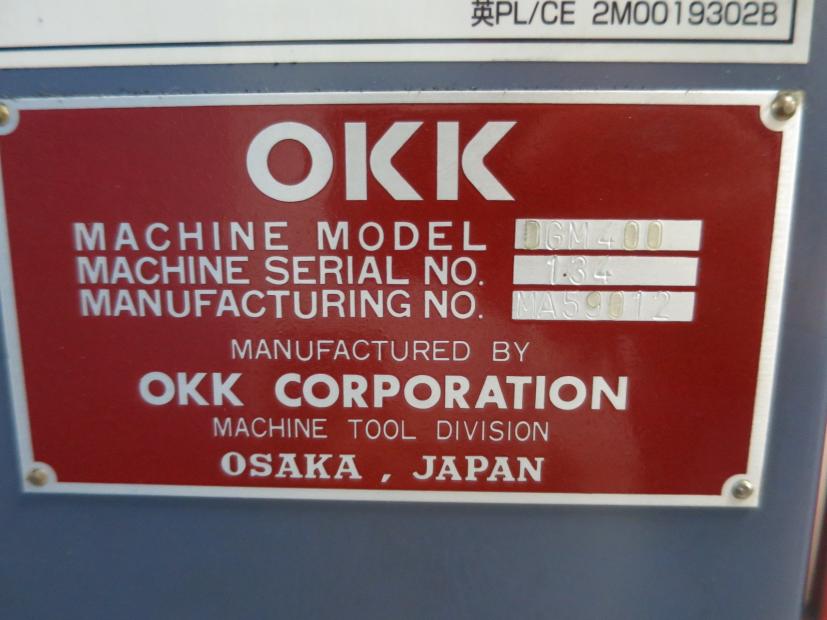 英PL/CE 2M0019302B
OKK
MACHINE MODEL DGM400
MACHINE SERIAL NO. 134
MANUFACTURING NO. MA59012
MANUFACTURED BY
OKK CORPORATION
MACHINE TOOL DIVISION
OSAKA , JAPAN